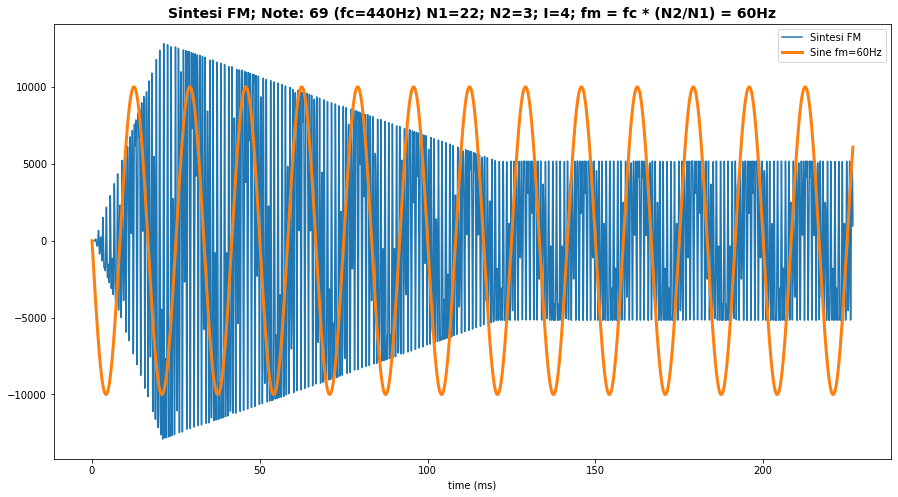 Sintesi FM; Note: 69 (fc=440Hz) N1=22; N2=3; I=4; fm = fc * (N2/N1) = 60Hz
Sintesi FM
Sine fm=60Hz
10000
5000
0
−5000
−10000
0
50
100
150
200
time (ms)